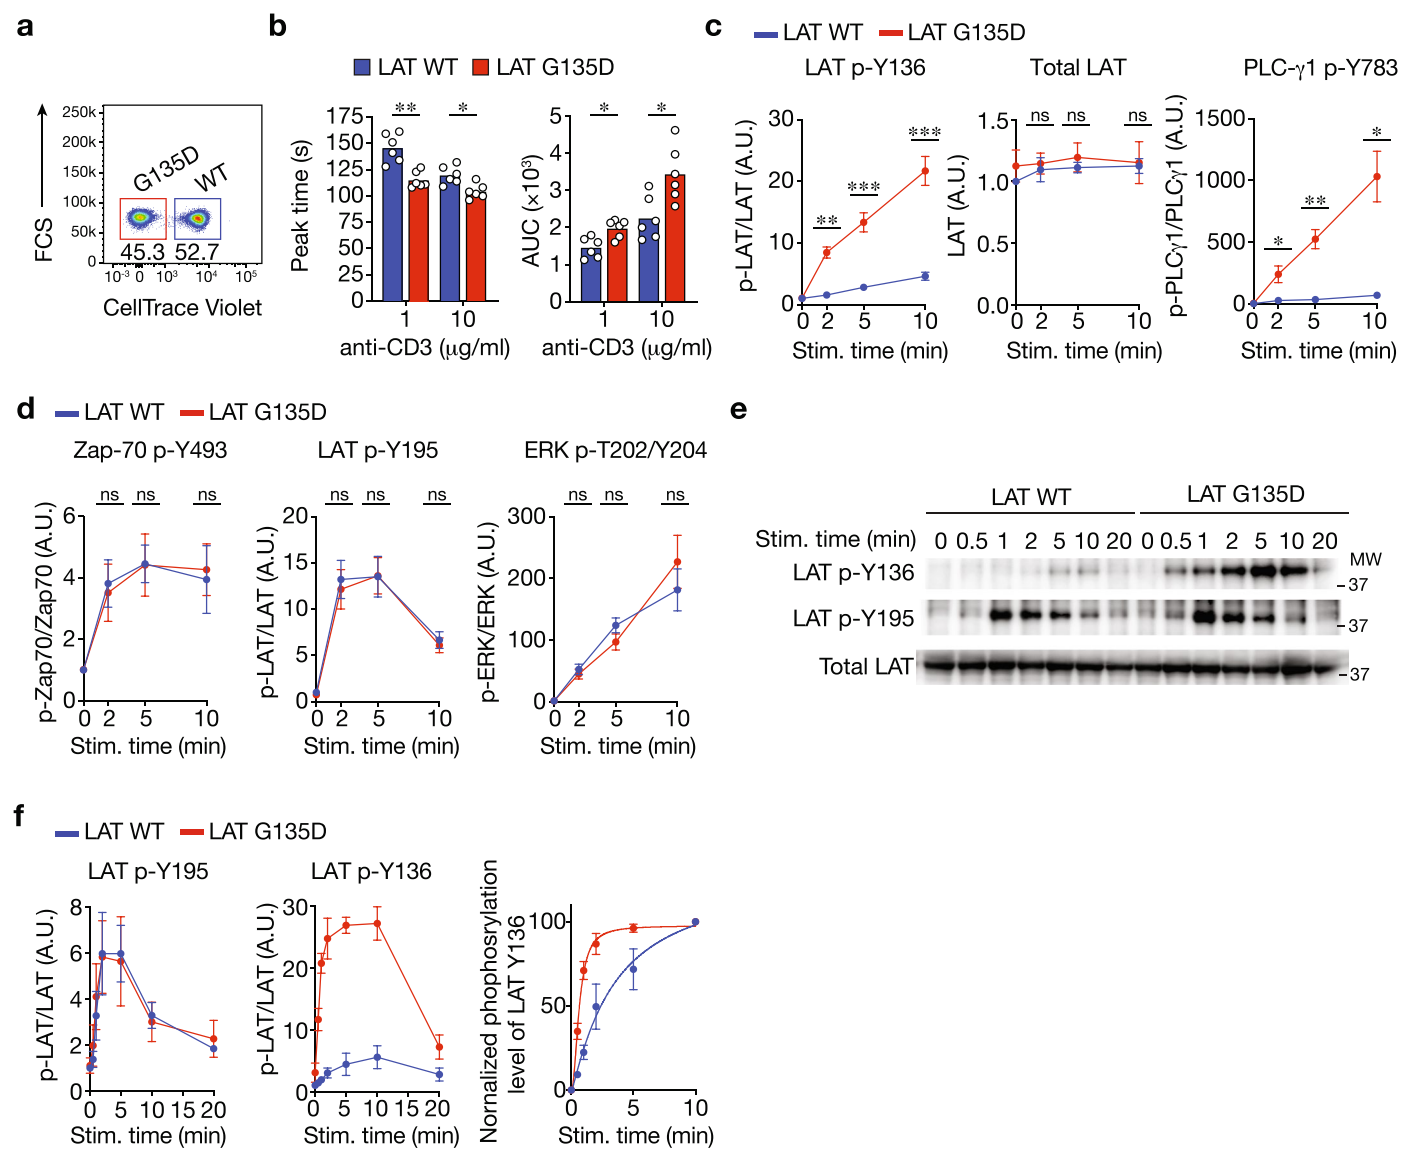 a
FCS
250k
200k
150k
100k
50k
0
G135D
WT
45.3 52.7
10⁻³ 0 10³ 10⁴ 10⁵
CellTrace Violet
b
LAT WT LAT G135D
Peak time (s)
175
150
125
100
75
50
25
0
** *
1 10
anti-CD3 (μg/ml)
AUC (×10³)
5
4
3
2
1
0
* *
1 10
anti-CD3 (μg/ml)
c
LAT WT LAT G135D
LAT p-Y136
p-LAT/LAT (A.U.)
30
20
10
0
** *** ***
0 2 5 10
Stim. time (min)
Total LAT
LAT (A.U.)
1.5
1.0
0.5
0.0
ns ns ns
0 2 5 10
Stim. time (min)
PLC-γ1 p-Y783
p-PLCγ1/PLCγ1 (A.U.)
1500
1000
500
0
* ** *
0 2 5 10
Stim. time (min)
d
LAT WT LAT G135D
Zap-70 p-Y493
p-Zap70/Zap70 (A.U.)
ns ns ns
6
4
2
0
0 2 5 10
Stim. time (min)
LAT p-Y195
p-LAT/LAT (A.U.)
ns ns ns
20
15
10
5
0
0 2 5 10
Stim. time (min)
ERK p-T202/Y204
p-ERK/ERK (A.U.)
ns ns ns
300
200
100
0
0 2 5 10
Stim. time (min)
e
LAT WT LAT G135D
Stim. time (min) 0 0.5 1 2 5 10 20 0 0.5 1 2 5 10 20
MW
LAT p-Y136
37
LAT p-Y195
37
Total LAT
37
f
LAT WT LAT G135D
LAT p-Y195
p-LAT/LAT (A.U.)
8
6
4
2
0
0 5 10 15 20
Stim. time (min)
LAT p-Y136
p-LAT/LAT (A.U.)
30
20
10
0
0 5 10 15 20
Stim. time (min)
Nornalized phophosrylation
level of LAT Y136
100
50
0
0 5 10
Stim. time (min)